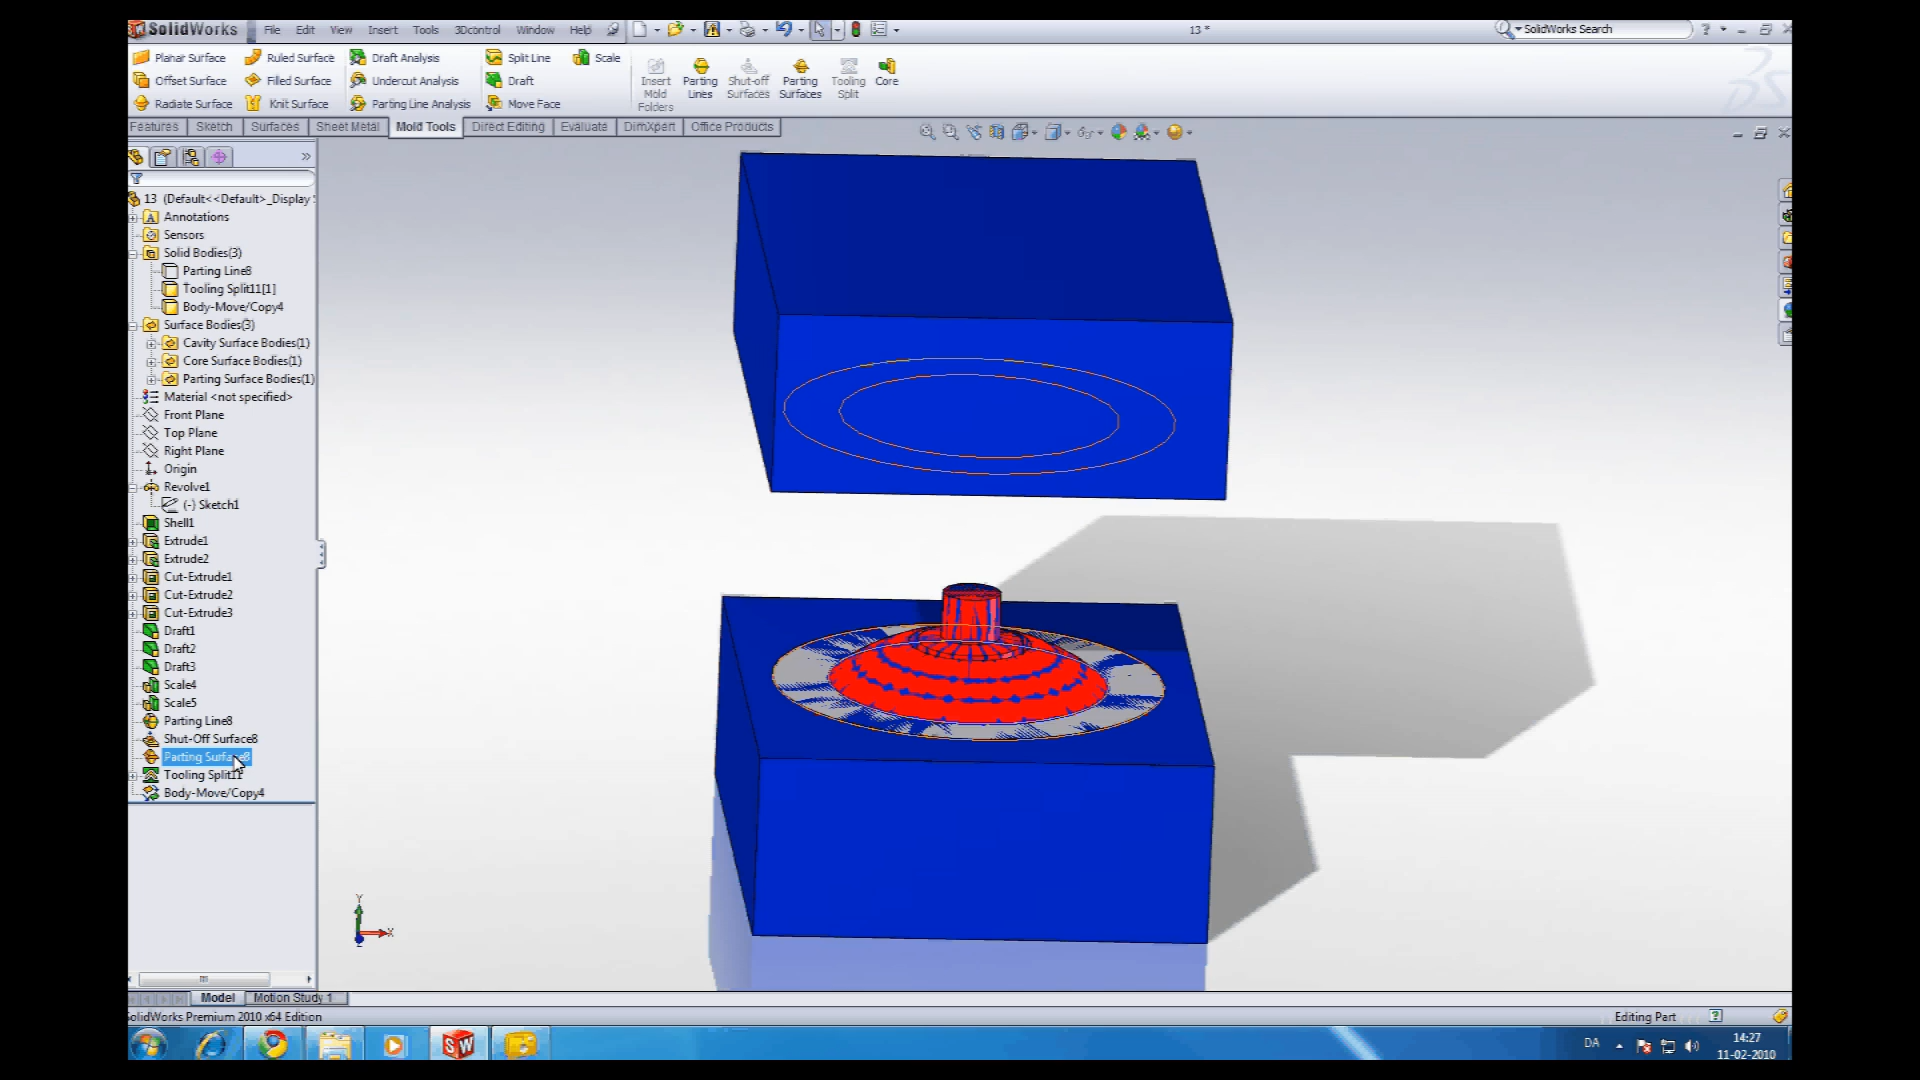 SolidWorks File Edit View Insert Tools 3Dcontrol Window Help 13 * SolidWorks Search ?
Planar Surface Ruled Surface Draft Analysis Split Line Scale
Offset Surface Filled Surface Undercut Analysis Draft
Radiate Surface Knit Surface Parting Line Analysis Move Face
Insert Mold Folders Parting Lines Shut-off Surfaces Parting Surfaces Tooling Split Core
Features Sketch Surfaces Sheet Metal Mold Tools Direct Editing Evaluate DimXpert Office Products
13 (Default<<Default>_Display
Annotations
Sensors
Solid Bodies(3)
Parting Line8
Tooling Split11[1]
Body-Move/Copy4
Surface Bodies(3)
Cavity Surface Bodies(1)
Core Surface Bodies(1)
Parting Surface Bodies(1)
Material <not specified>
Front Plane
Top Plane
Right Plane
Origin
Revolve1
(-) Sketch1
Shell1
Extrude1
Extrude2
Cut-Extrude1
Cut-Extrude2
Cut-Extrude3
Draft1
Draft2
Draft3
Scale4
Scale5
Parting Line8
Shut-Off Surface8
Parting Surface8
Tooling Split11
Body-Move/Copy4
Y
X
Z
Model Motion Study 1
SolidWorks Premium 2010 x64 Edition Editing Part ?
SW DA 14:27
11-02-2010